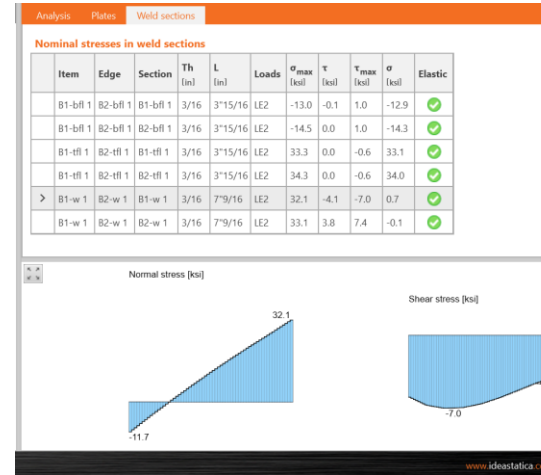 Analysis Plates Weld sections
Nominal stresses in weld sections
Item Edge Section Th [in] L [in] Loads σmax [ksi] τ [ksi] τmax [ksi] σ [ksi] Elastic
B1-bfl 1 B2-bfl 1 B1-bfl 1 3/16 3"15/16 LE2 -13.0 -0.1 1.0 -12.9
B1-bfl 1 B2-bfl 1 B2-bfl 1 3/16 3"15/16 LE2 -14.5 0.0 1.0 -14.3
B1-tfl 1 B2-tfl 1 B1-tfl 1 3/16 3"15/16 LE2 33.3 0.0 -0.6 33.1
B1-tfl 1 B2-tfl 1 B2-tfl 1 3/16 3"15/16 LE2 34.3 0.0 -0.6 34.0
> B1-w 1 B2-w 1 B1-w 1 3/16 7"9/16 LE2 32.1 -4.1 -7.0 0.7
B1-w 1 B2-w 1 B2-w 1 3/16 7"9/16 LE2 33.1 3.8 7.4 -0.1
Normal stress [ksi]
Shear stress [ksi]
32.1
-7.0
-11.7
www.ideastatica.c